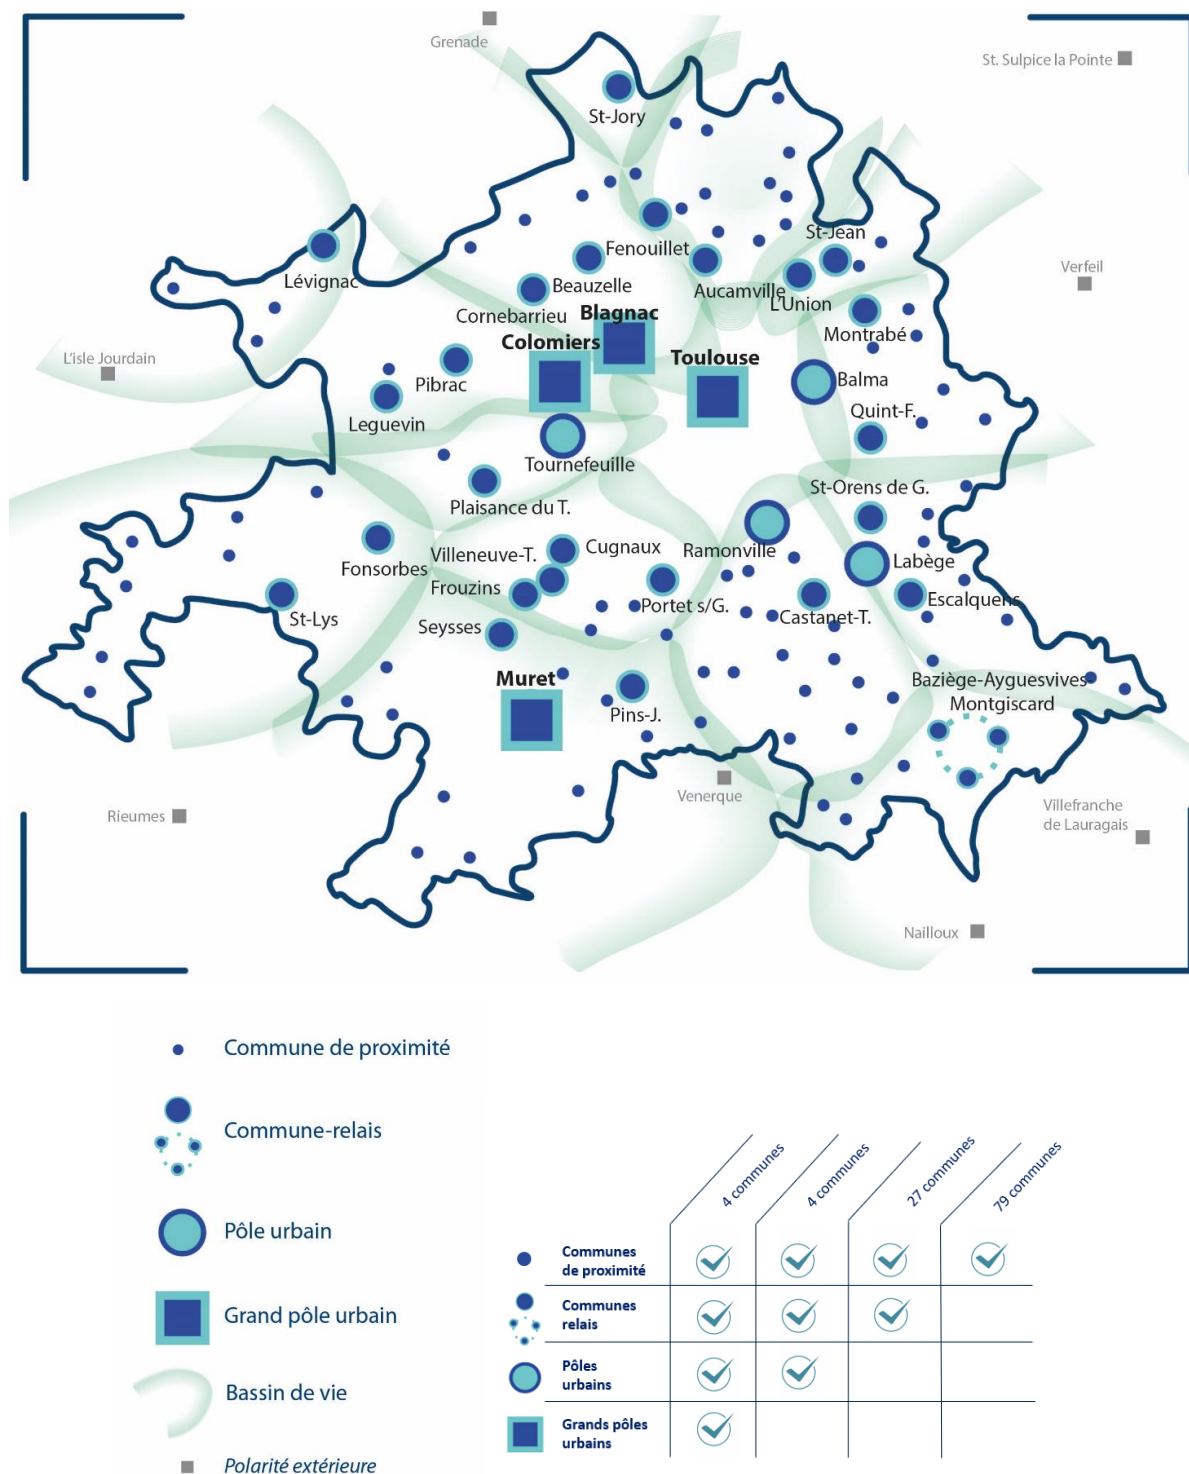 Grenade
St. Sulpice la Pointe
St-Jory
St-Jean
Fenouillet
Verfeil
Lévignac
Beauzelle
Aucamville
L'Union
Cornebarrieu
Blagnac
Montrabé
Colomiers
Toulouse
L'isle Jourdain
Pibrac
Balma
Leguevin
Quint-F.
Tournefeuille
St-Orens de G.
Plaisance du T.
Villeneuve-T.
Cugnaux
Ramonville
Labège
Fonsorbes
Frouzins
Portet s/G.
Castanet-T.
Escalquens
St-Lys
Seysses
Muret
Baziège-Ayguesvives-
Montgiscard
Pins-J.
Venerque
Rieumes
Villefranche
de Lauragais
Nailloux
Commune de proximité
Commune-relais
Pôle urbain
Grand pôle urbain
Bassin de vie
Polarité extérieure
4 communes
4 communes
27 communes
79 communes
Communes
de proximité
Communes
relais
Pôles
urbains
Grands pôles
urbains